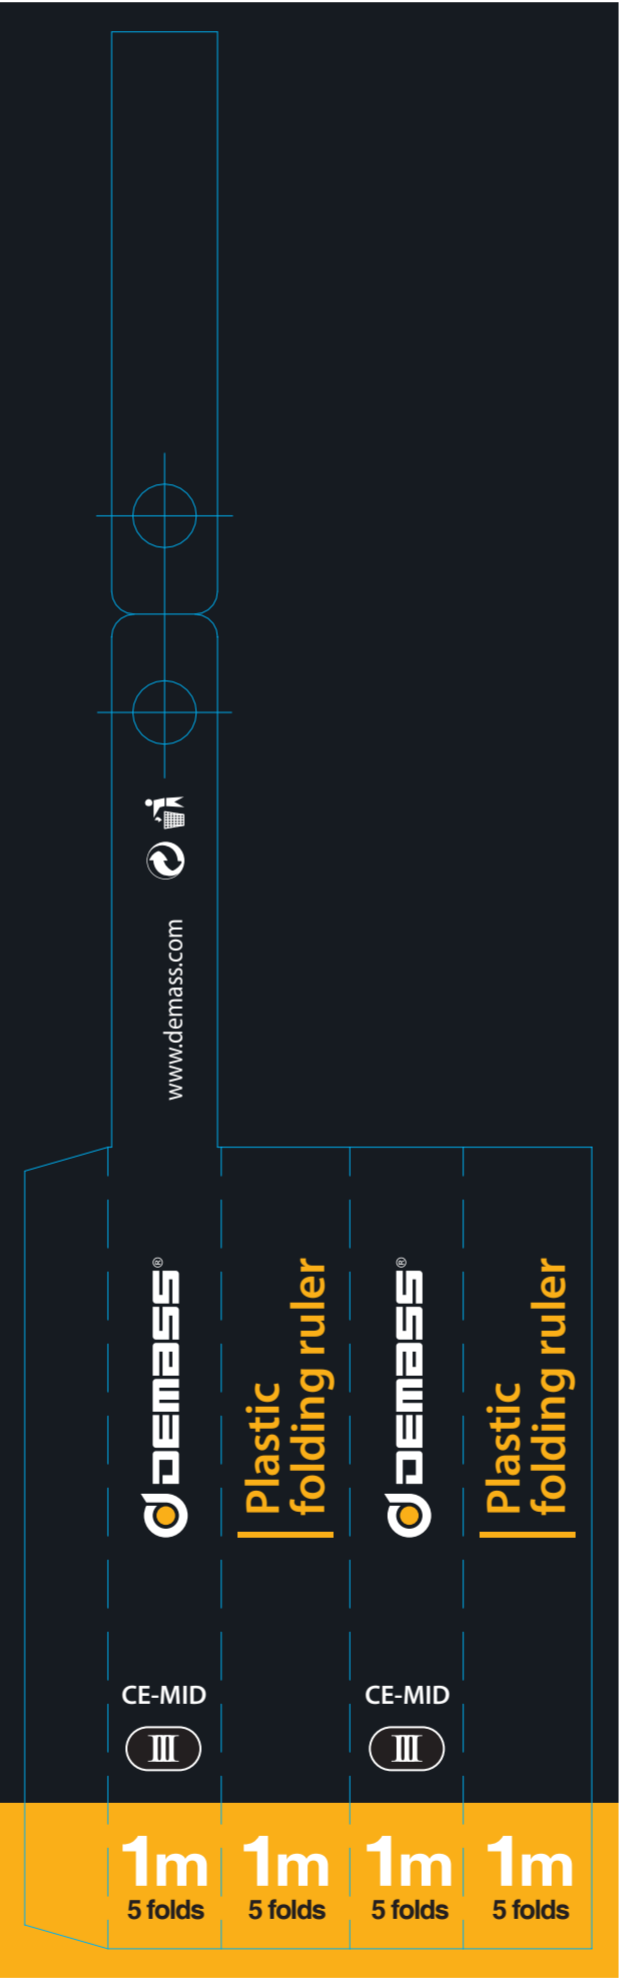 www.demass.com
DEMASS®
Plastic
folding ruler
DEMASS®
Plastic
folding ruler
CE-MID
III
CE-MID
III
1m
5 folds
1m
5 folds
1m
5 folds
1m
5 folds